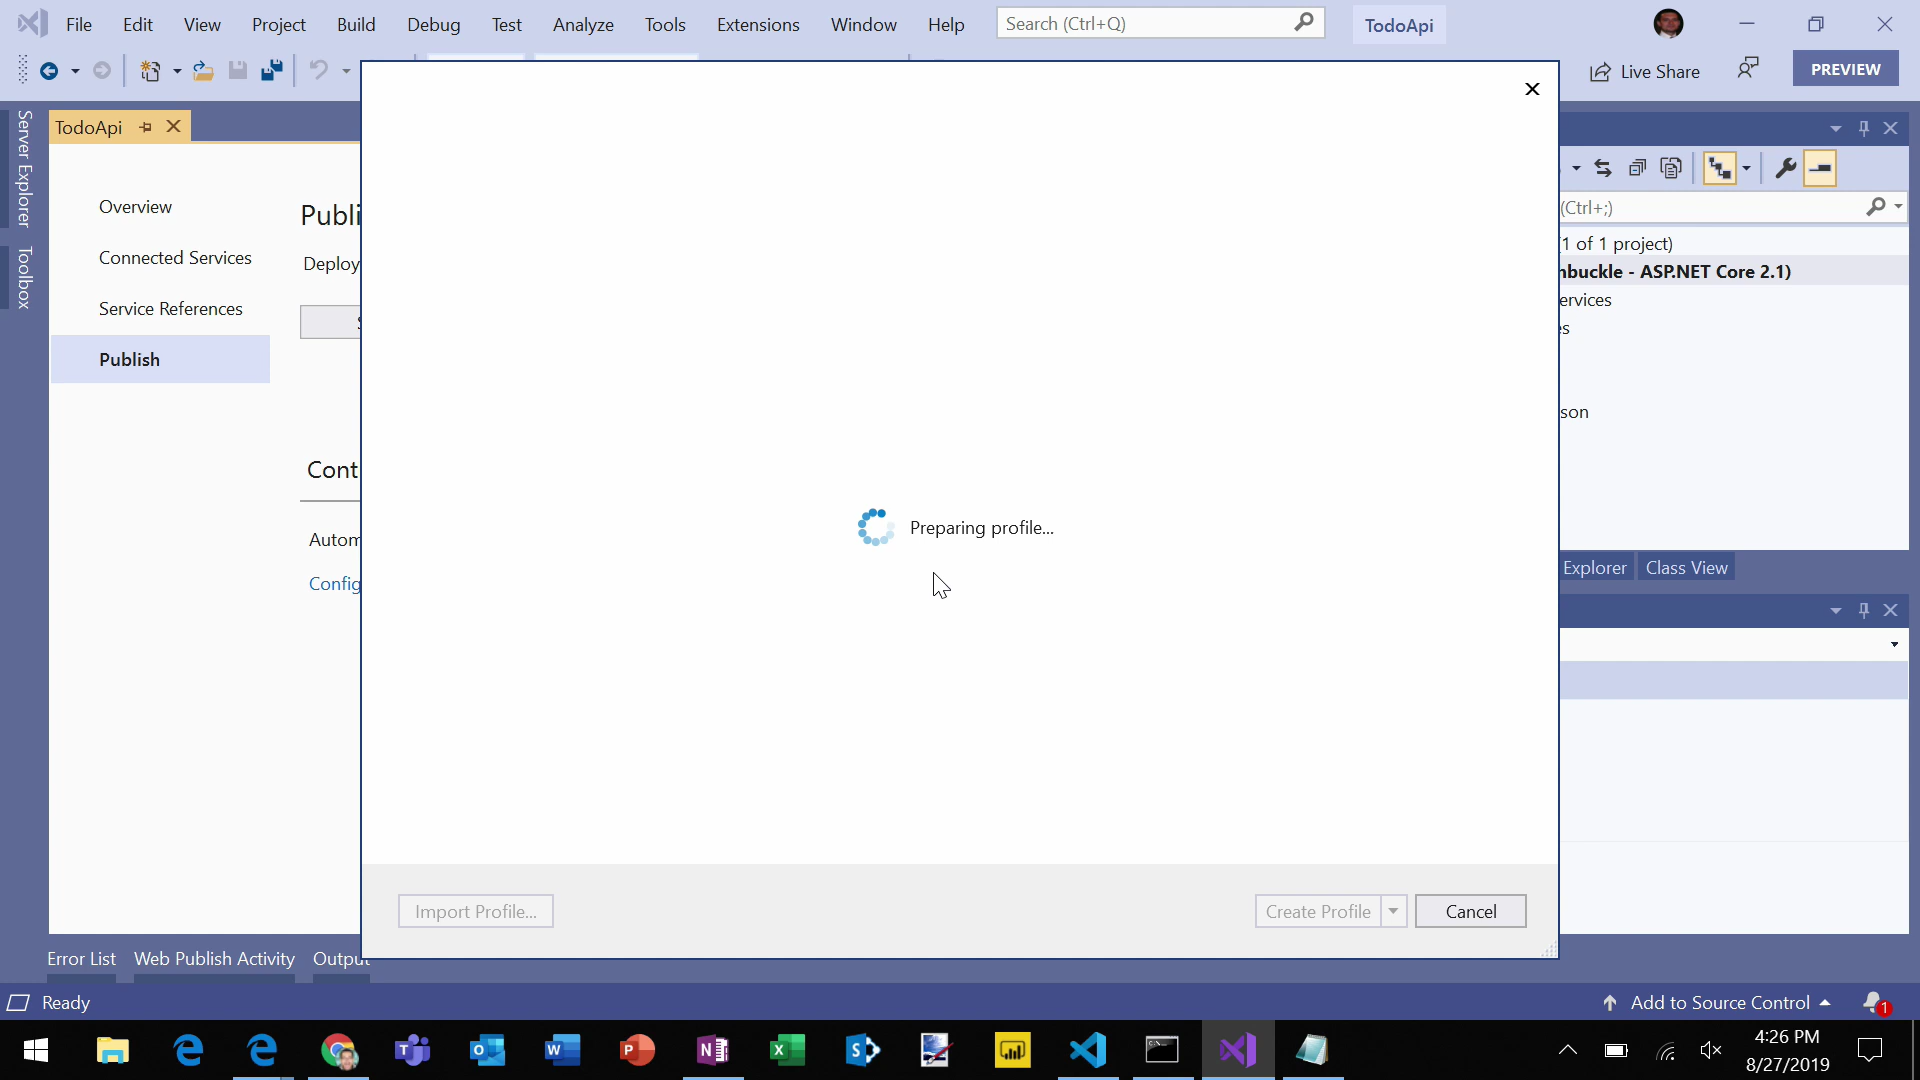 File Edit View Project Build Debug Test Analyze Tools Extensions Window Help Search (Ctrl+Q) TodoApi
Live Share PREVIEW
Server Explorer
Toolbox
TodoApi
Overview
Connected Services
Service References
Publish
Publi
Deploy
Cont
Autom
Config
Preparing profile...
Import Profile...
Create Profile
Cancel
(Ctrl+;)
1 of 1 project)
buckle - ASP.NET Core 2.1)
ervices
son
Explorer Class View
Error List Web Publish Activity Output
Ready
Add to Source Control
1
4:26 PM
8/27/2019